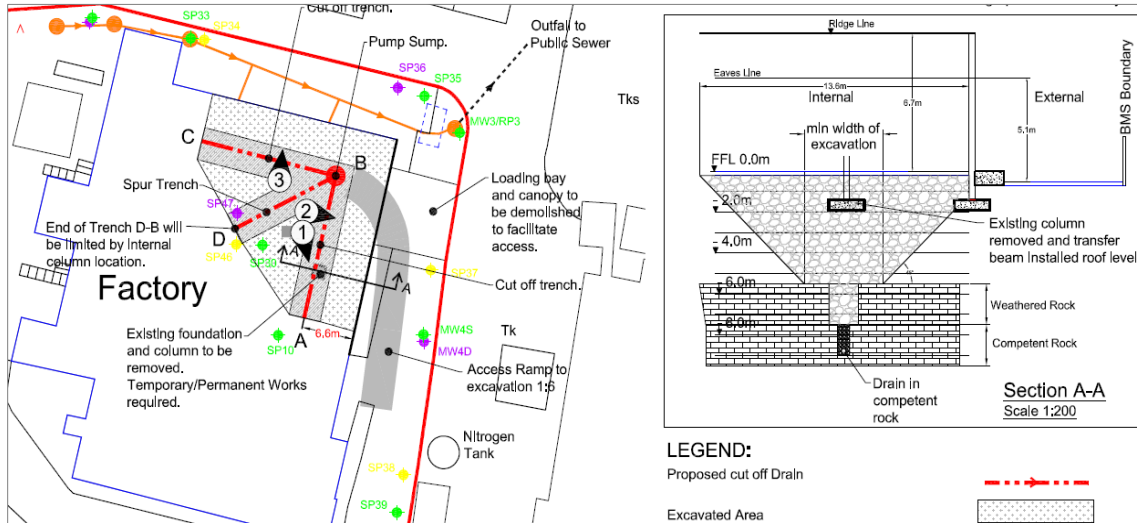 SP33
Cut off trench.
SP34
Pump Sump.
Outfall to
Public Sewer
SP36
SP35
Tks
MW3/RP3
C
B
3
Spur Trench
2
1
SP47
D
End of Trench D-B will
be limited by internal
column location.
SP46
A
A
SP37
Loading bay
and canopy to
be demolished
to facilitate
access.
Factory
Cut off trench.
Existing foundation
and column to be
removed.
Temporary/Permanent Works
required.
SP10
A
6.6m
MW4S
MW4D
Tk
Access Ramp to
excavation 1:6
Nitrogen
Tank
SP38
SP39
Ridge Line
Eaves Line
13.6m
Internal
6.7m
External
5.1m
BMS Boundary
min width of
excavation
FFL 0.0m
2.0m
4.0m
6.0m
8.0m
Existing column
removed and transfer
beam installed roof level
Weathered Rock
Competent Rock
Drain in
competent
rock
Section A-A
Scale 1:200
LEGEND:
Proposed cut off Drain
Excavated Area